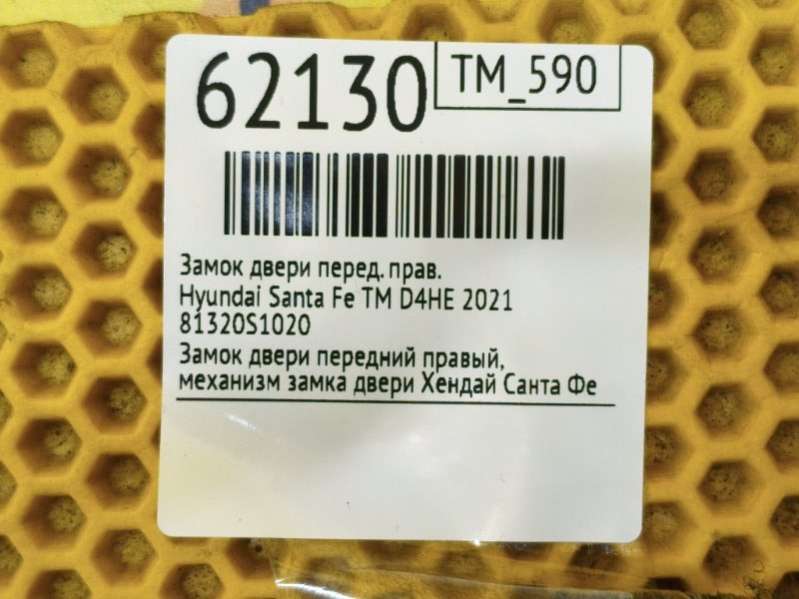 62130
TM_590
Замок двери перед. прав.
Hyundai Santa Fe TM D4HE 2021
81320S1020
Замок двери передний правый,
механизм замка двери Хендай Санта Фе